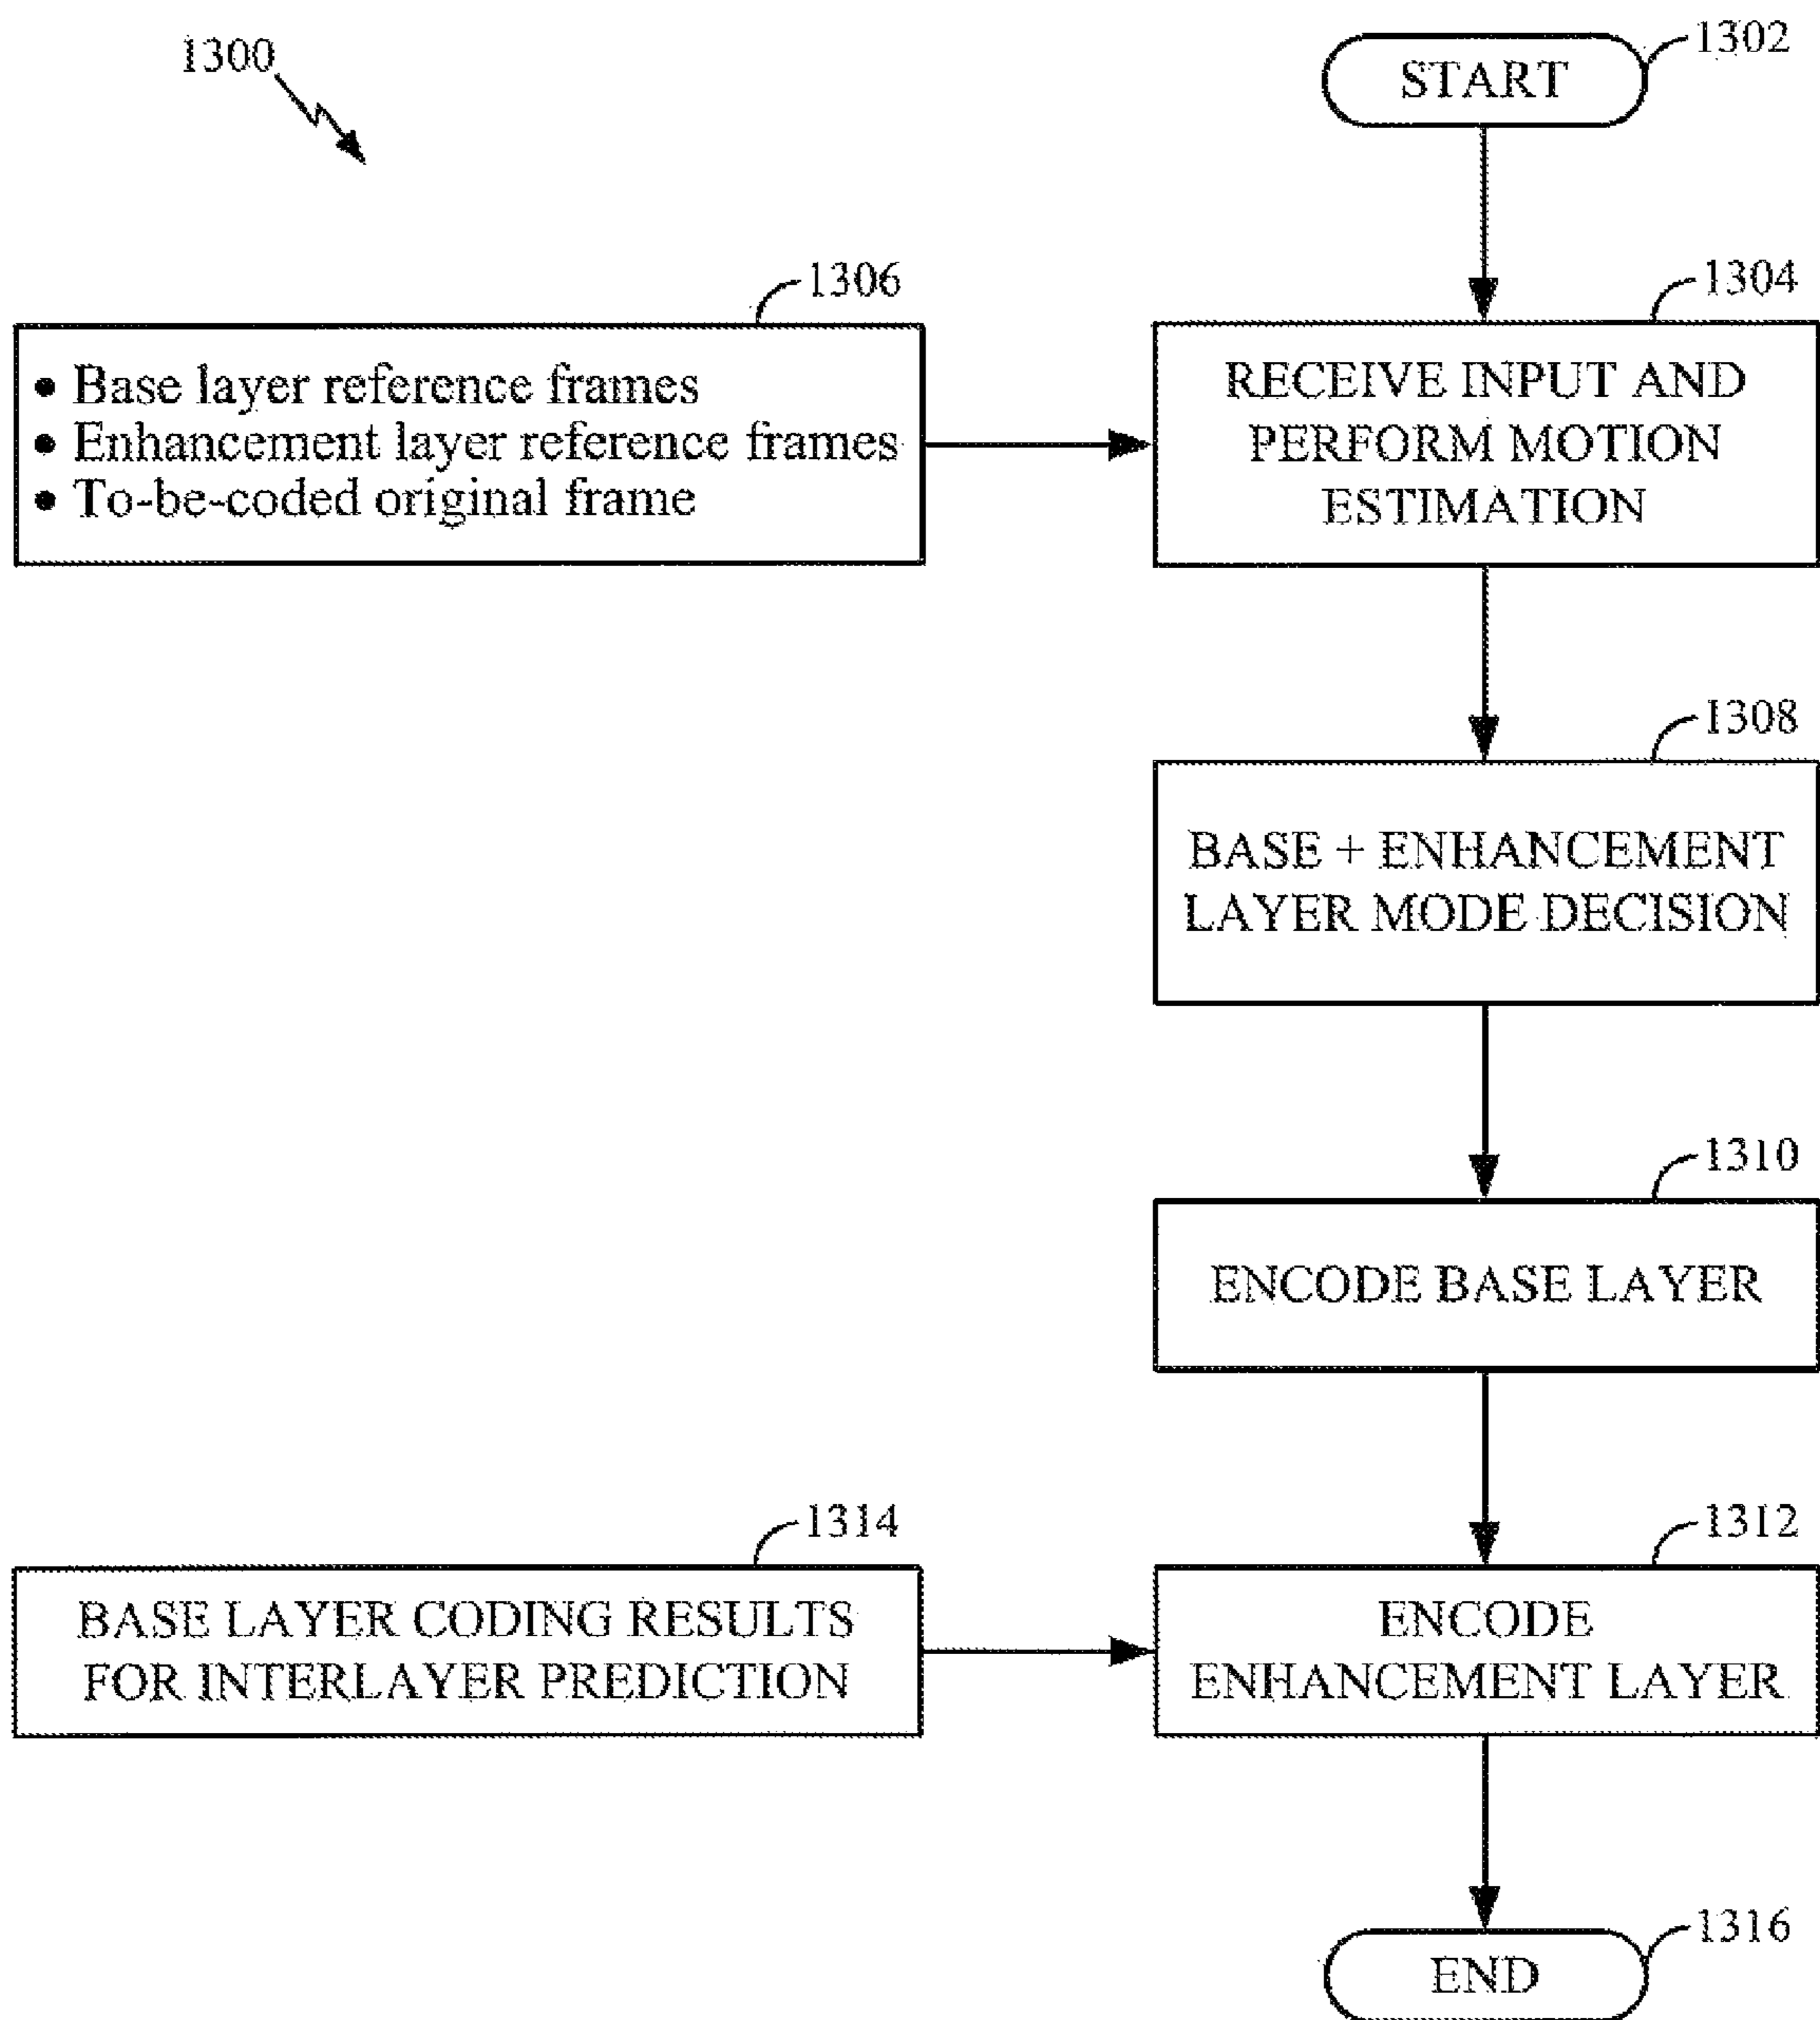 1300
1302
START
1306
1304
• Base layer reference frames
• Enhancement layer reference frames
• To-be-coded original frame
RECEIVE INPUT AND
PERFORM MOTION
ESTIMATION
1308
BASE + ENHANCEMENT
LAYER MODE DECISION
1310
ENCODE BASE LAYER
1314
1312
BASE LAYER CODING RESULTS
FOR INTERLAYER PREDICTION
ENCODE
ENHANCEMENT LAYER
1316
END